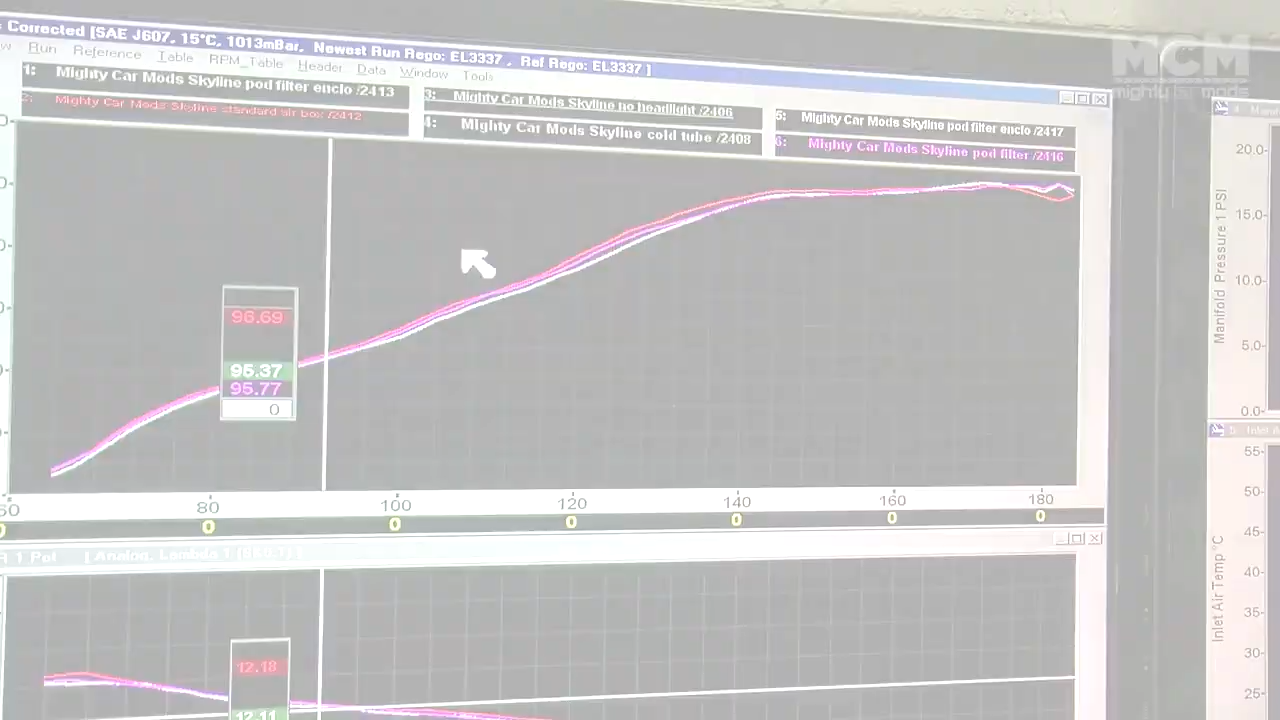 Corrected [SAE J607, 15°C, 1013mBar, Newest Run Rego: EL3337 , Ref Rego: EL3337 ]
Run Reference Table RPM_Table Header Data Window Tools
1: Mighty Car Mods Skyline pod filter enclo /2413
2: Mighty Car Mods Skyline standard air box /2412
3: Mighty Car Mods Skyline no headlight /2406
4: Mighty Car Mods Skyline cold tube /2408
5: Mighty Car Mods Skyline pod filter enclo /2417
6: Mighty Car Mods Skyline pod filter /2416
MCM
mighty car mods
96.69
95.37
95.77
0
80 100 120 140 160 180
0 0 0 0 0 0
[ Analog, Lambda 1
12.18
12.11
20.0
15.0
10.0
5.0
0.0
Manifold Pressure 1 PSI
55
50
45
40
35
30
25
Inlet Air Temp °C